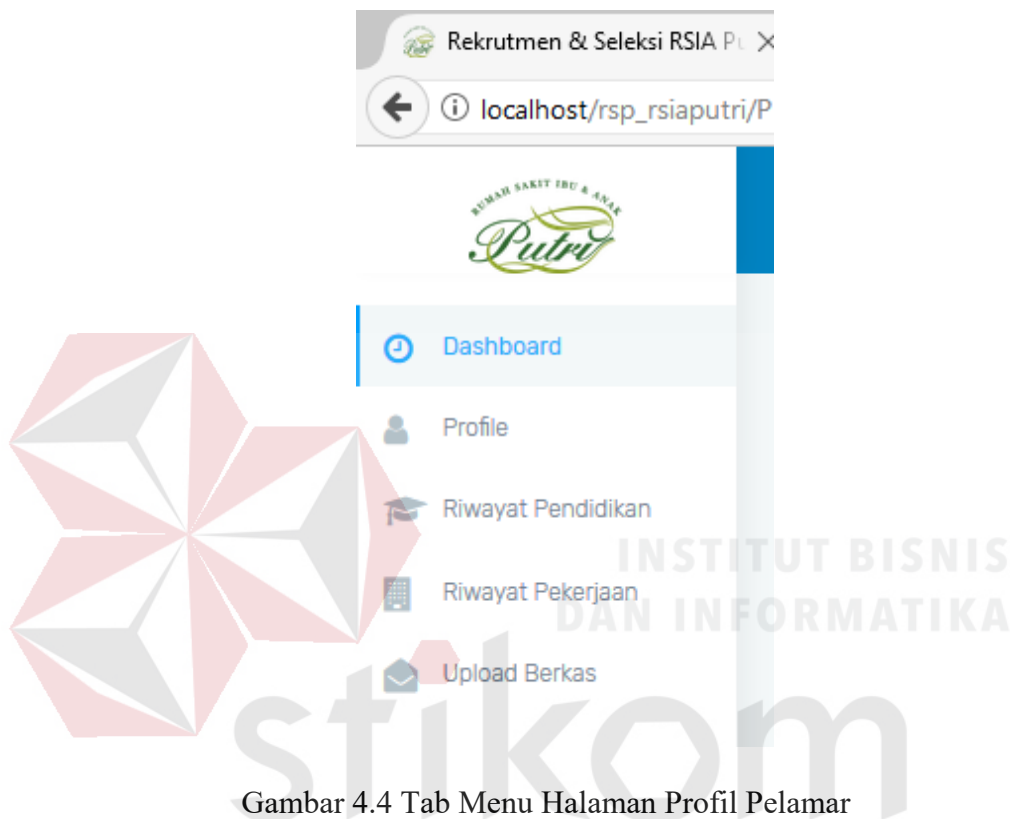 Rekrutmen & Seleksi RSIA Pu
localhost/rsp_rsiaputri/P
RUMAH SAKIT IBU & ANAK
Putri
Dashboard
Profile
Riwayat Pendidikan
Riwayat Pekerjaan
Upload Berkas
INSTITUT BISNIS
DAN INFORMATIKA
stikom
Gambar 4.4 Tab Menu Halaman Profil Pelamar